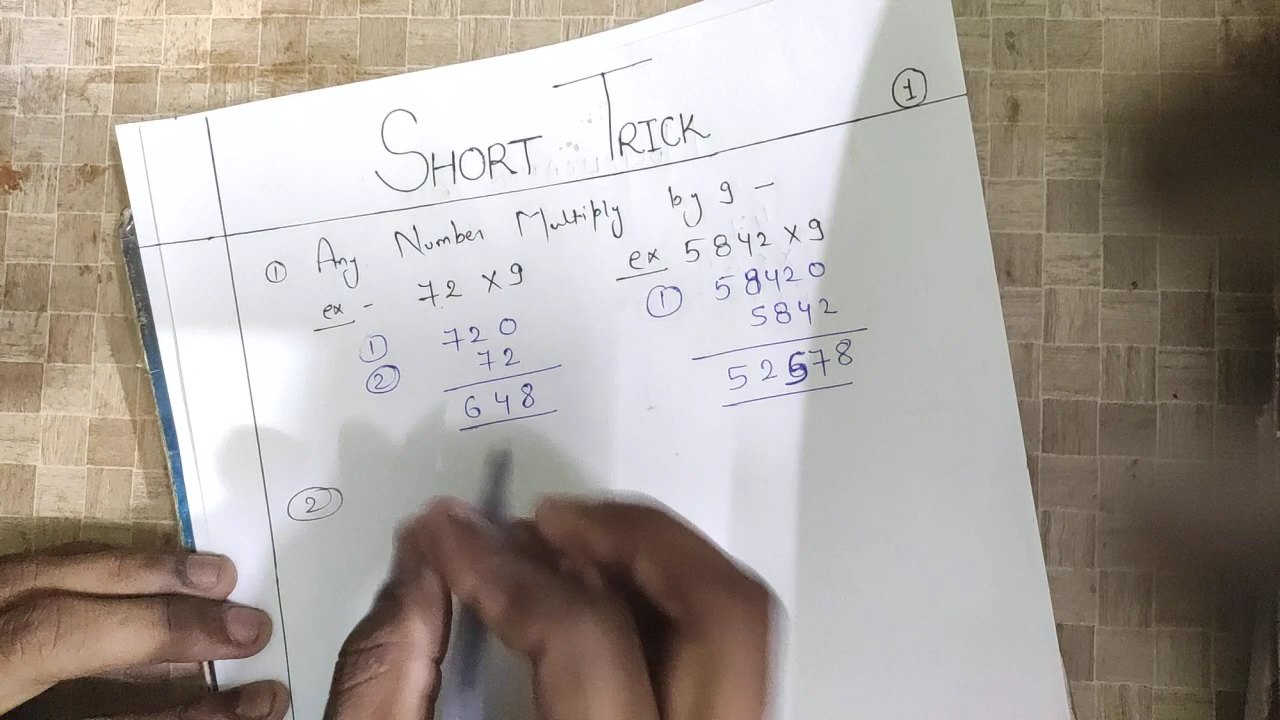 SHORT TRICK
1
① Any Number Multiply by 9 -
ex - 72 x 9
① 720
② 72
648
ex 5842 x 9
① 58420
5842
52578
②